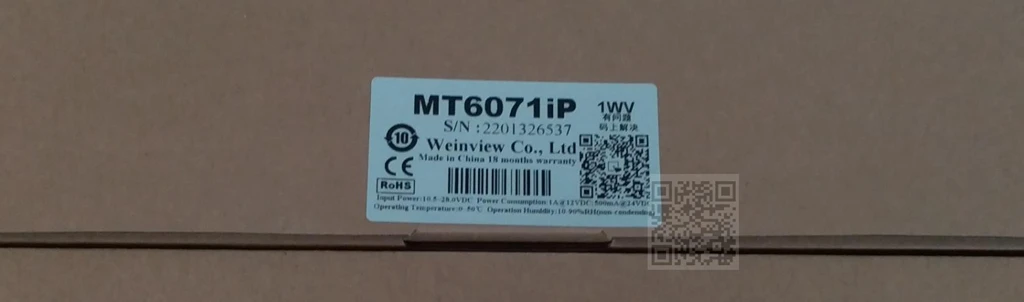 MT6071iP 1WV
有问题
码上解决
S/N :2201326537
10
Weinview Co., Ltd
Made in China 18 months warranty
CE
RoHS
Input Power:10.5-28.0VDC Power Consumption:1A@12VDC;500mA@24VDC
Operating Temperature:0-50℃ Operation Humidity:10-90%RH(non-condensing)